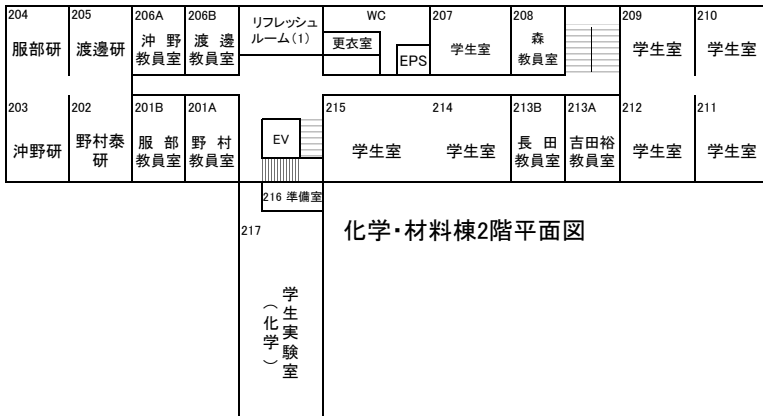 204
服部研
205
渡邊研
206A
沖野
教員室
206B
渡邊
教員室
リフレッシュ
ルーム(1)
WC
更衣室
EPS
207
学生室
208
森
教員室
209
学生室
210
学生室
203
沖野研
202
野村泰
研
201B
服部
教員室
201A
野村
教員室
EV
215
学生室
214
学生室
213B
長田
教員室
213A
吉田裕
教員室
212
学生室
211
学生室
216 準備室
217
学生実験室
(化学)
化学・材料棟2階平面図